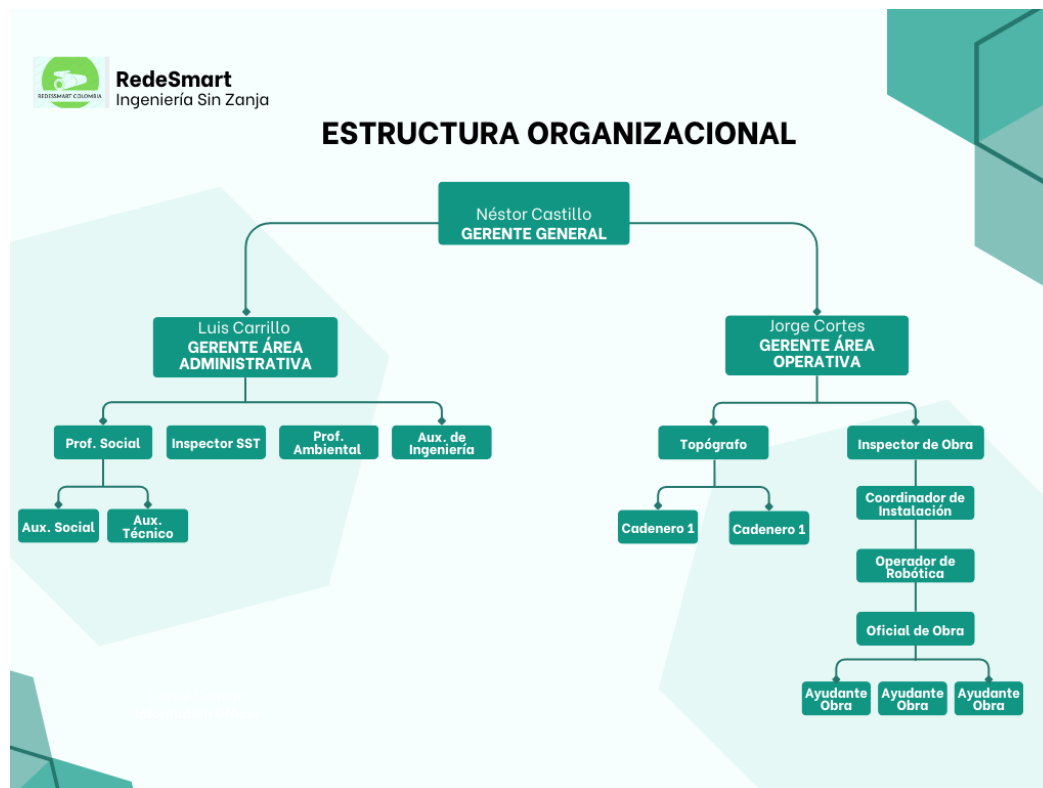 REDESSMART COLOMBIA
RedeSmart
Ingeniería Sin Zanja
ESTRUCTURA ORGANIZACIONAL
Néstor Castillo
GERENTE GENERAL
Luis Carrillo
GERENTE ÁREA
ADMINISTRATIVA
Jorge Cortes
GERENTE ÁREA
OPERATIVA
Prof. Social
Inspector SST
Prof.
Ambiental
Aux. de
Ingeniería
Topógrafo
Inspector de Obra
Aux. Social
Aux.
Técnico
Cadenero 1
Cadenero 1
Coordinador de
Instalación
Operador de
Robótica
Oficial de Obra
Ayudante
Obra
Ayudante
Obra
Ayudante
Obra